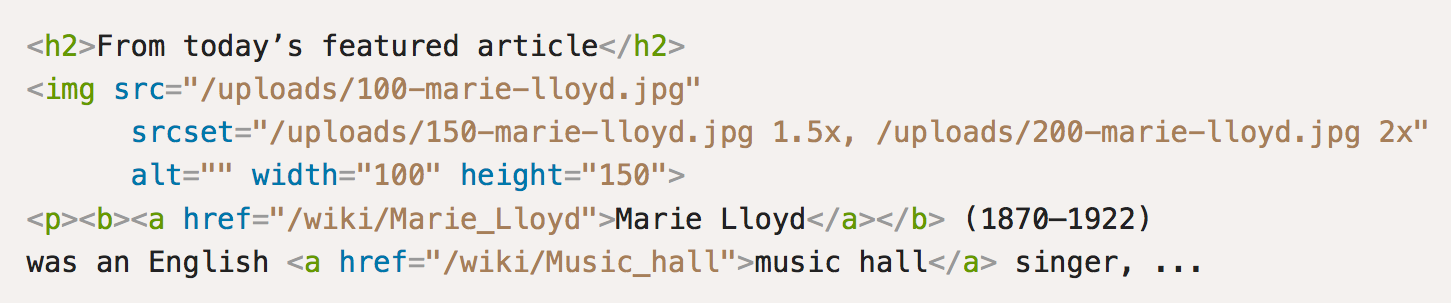 <h2>From today’s featured article</h2>
<img src="/uploads/100-marie-lloyd.jpg"
srcset="/uploads/150-marie-lloyd.jpg 1.5x, /uploads/200-marie-lloyd.jpg 2x"
alt="" width="100" height="150">
<p><b><a href="/wiki/Marie_Lloyd">Marie Lloyd</a></b> (1870–1922)
was an English <a href="/wiki/Music_hall">music hall</a> singer, ...